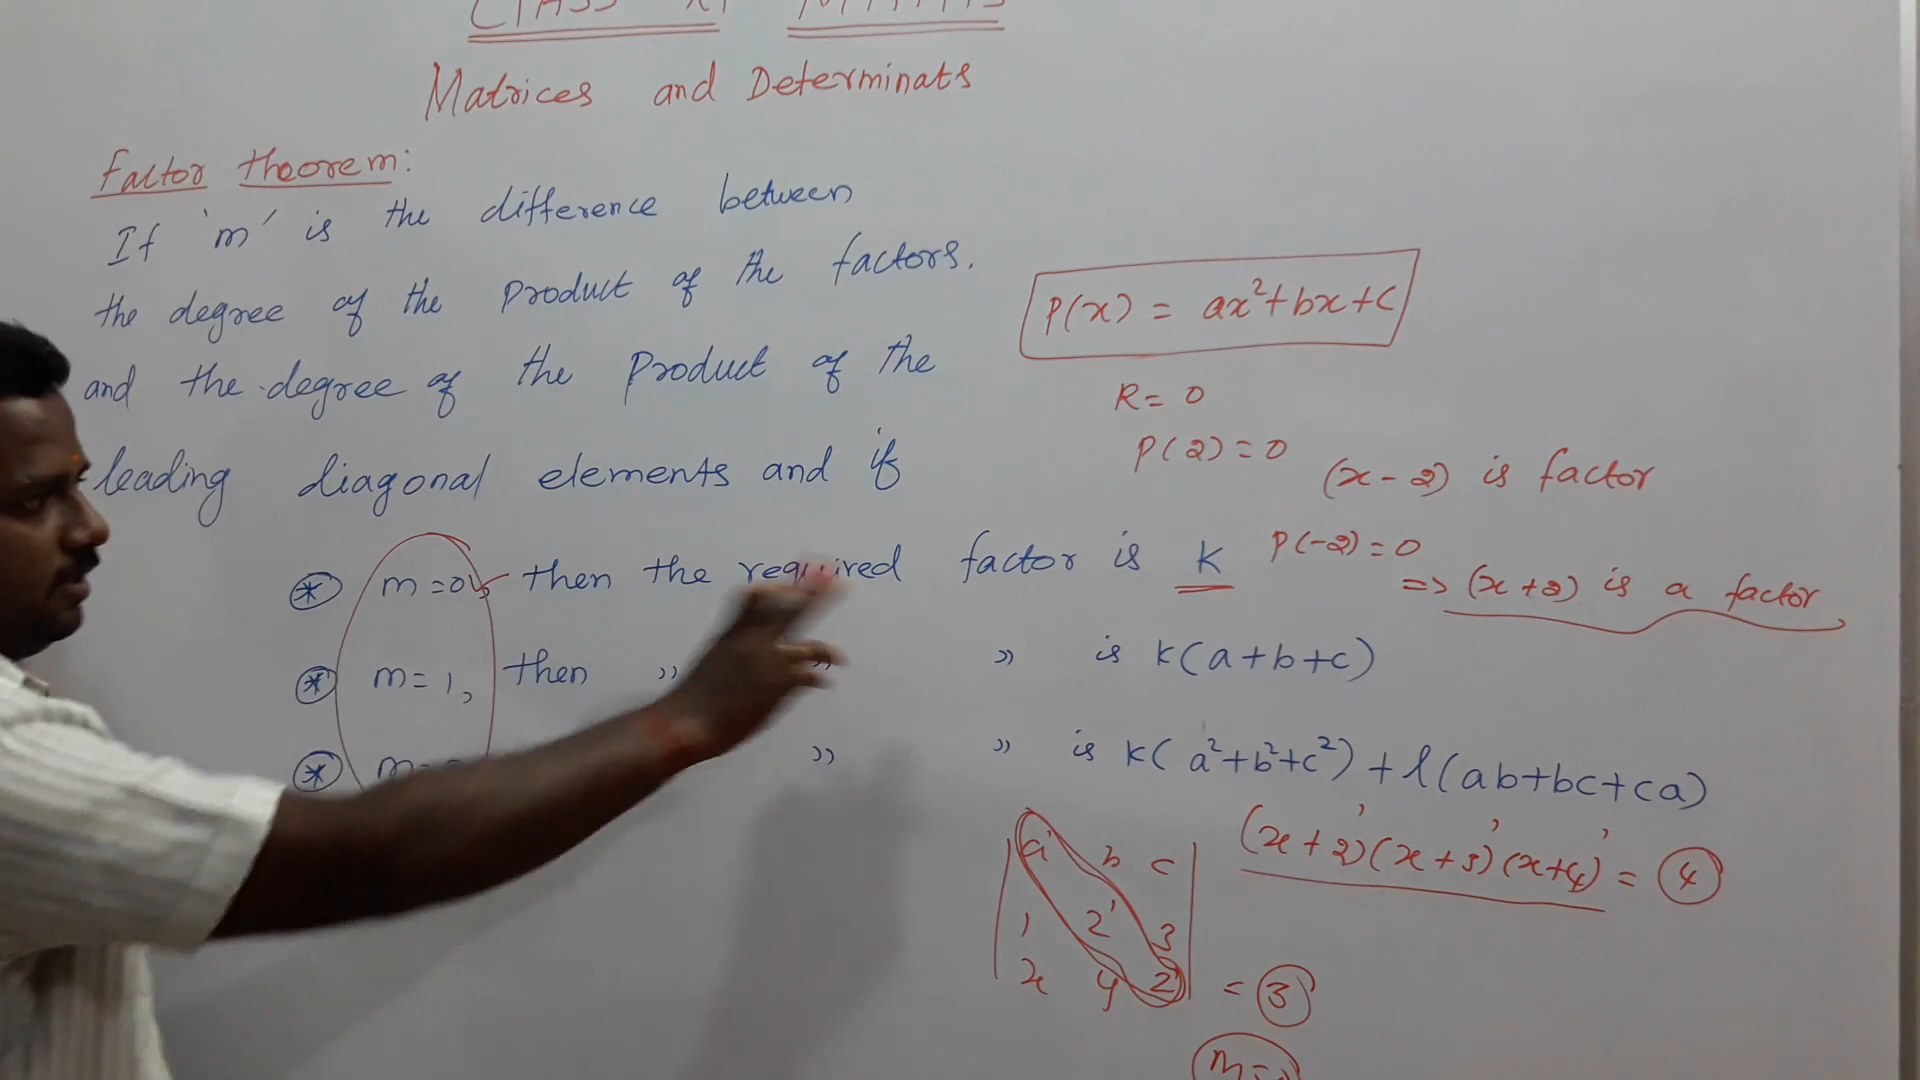 CLASS XI MATHS
Matrices and Determinats
Factor theorem:
If 'm' is the difference between
the degree of the product of the factors.
and the degree of the product of the
leading diagonal elements and if
* m=0, then the required factor is k
* m=1, then " " " is k(a+b+c)
* m= " " is k(a²+b²+c²)+l(ab+bc+ca)
P(x) = ax²+bx+c
R= 0
P(2)=0
(x-2) is factor
P(-2)=0
=> (x+2) is a factor
(x+2)'(x+3)'(x+4)' = 4
a' b c
1 2' 3
x y z'
= 3
m=